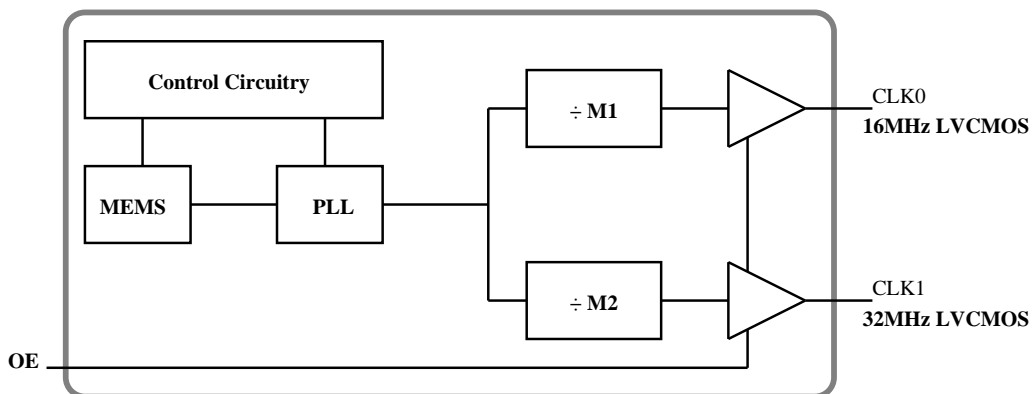 Control Circuitry
÷ M1
CLK0
16MHz LVCMOS
MEMS
PLL
÷ M2
CLK1
32MHz LVCMOS
OE